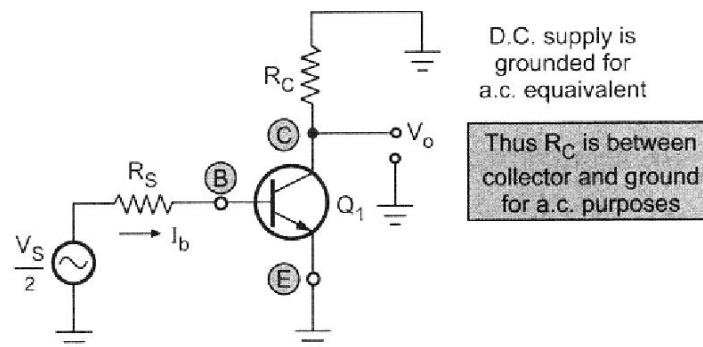 D.C. supply is
grounded for
a.c. equaivalent
R_C
C
V_o
Thus R_C is between
collector and ground
for a.c. purposes
R_S
B
Q_1
I_b
V_S
2
E